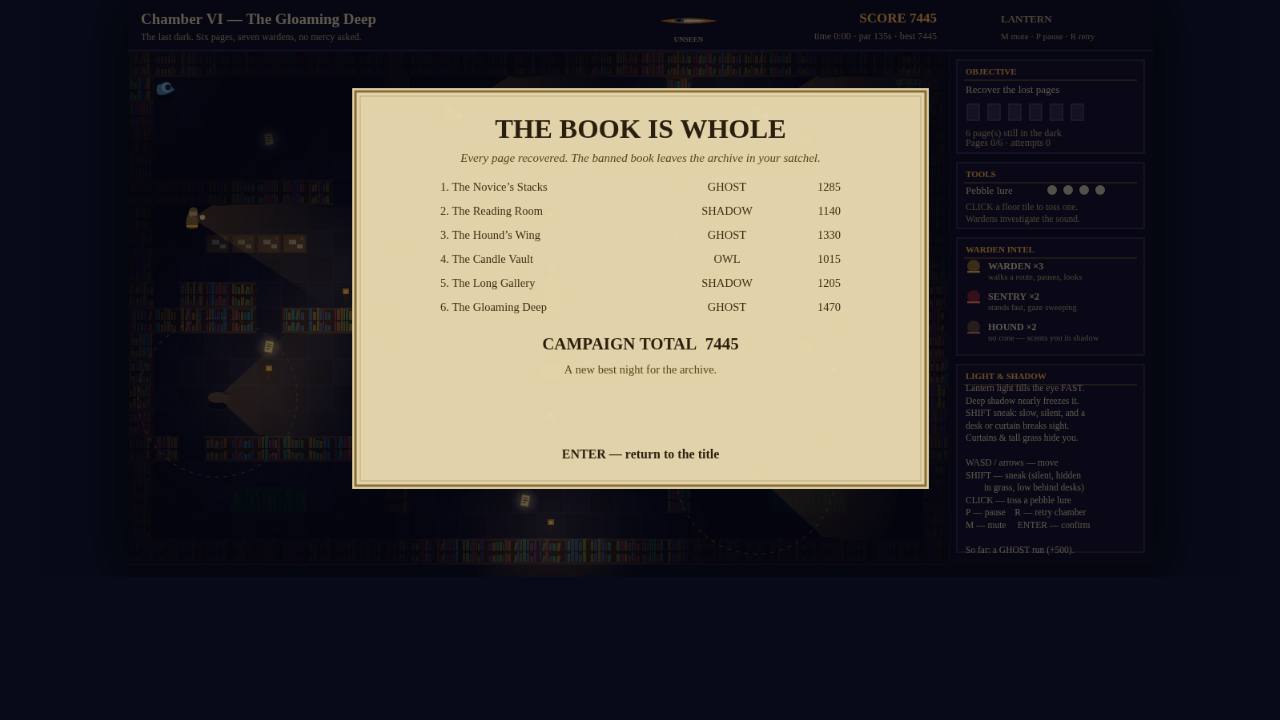 Chamber VI — The Gloaming Deep
The last dark. Six pages, seven wardens, no mercy asked.
UNSEEN
SCORE 7445
time 0:00 · par 135s · best 7445
LANTERN
M mute · P pause · R retry
THE BOOK IS WHOLE
Every page recovered. The banned book leaves the archive in your satchel.
1. The Novice’s Stacks GHOST 1285
2. The Reading Room SHADOW 1140
3. The Hound’s Wing GHOST 1330
4. The Candle Vault OWL 1015
5. The Long Gallery SHADOW 1205
6. The Gloaming Deep GHOST 1470
CAMPAIGN TOTAL 7445
A new best night for the archive.
ENTER — return to the title
OBJECTIVE
Recover the lost pages
6 page(s) still in the dark
Pages 0/6 · attempts 0
TOOLS
Pebble lure
CLICK a floor tile to toss one.
Wardens investigate the sound.
WARDEN INTEL
WARDEN ×3
walks a route, pauses, looks
SENTRY ×2
stands fast, gaze sweeping
HOUND ×2
no cone — scents you in shadow
LIGHT & SHADOW
Lantern light fills the eye FAST.
Deep shadow nearly freezes it.
SHIFT sneak: slow, silent, and a
desk or curtain breaks sight.
Curtains & tall grass hide you.
WASD / arrows — move
SHIFT — sneak (silent, hidden
in grass, low behind desks)
CLICK — toss a pebble lure
P — pause R — retry chamber
M — mute ENTER — confirm
So far: a GHOST run (+500).